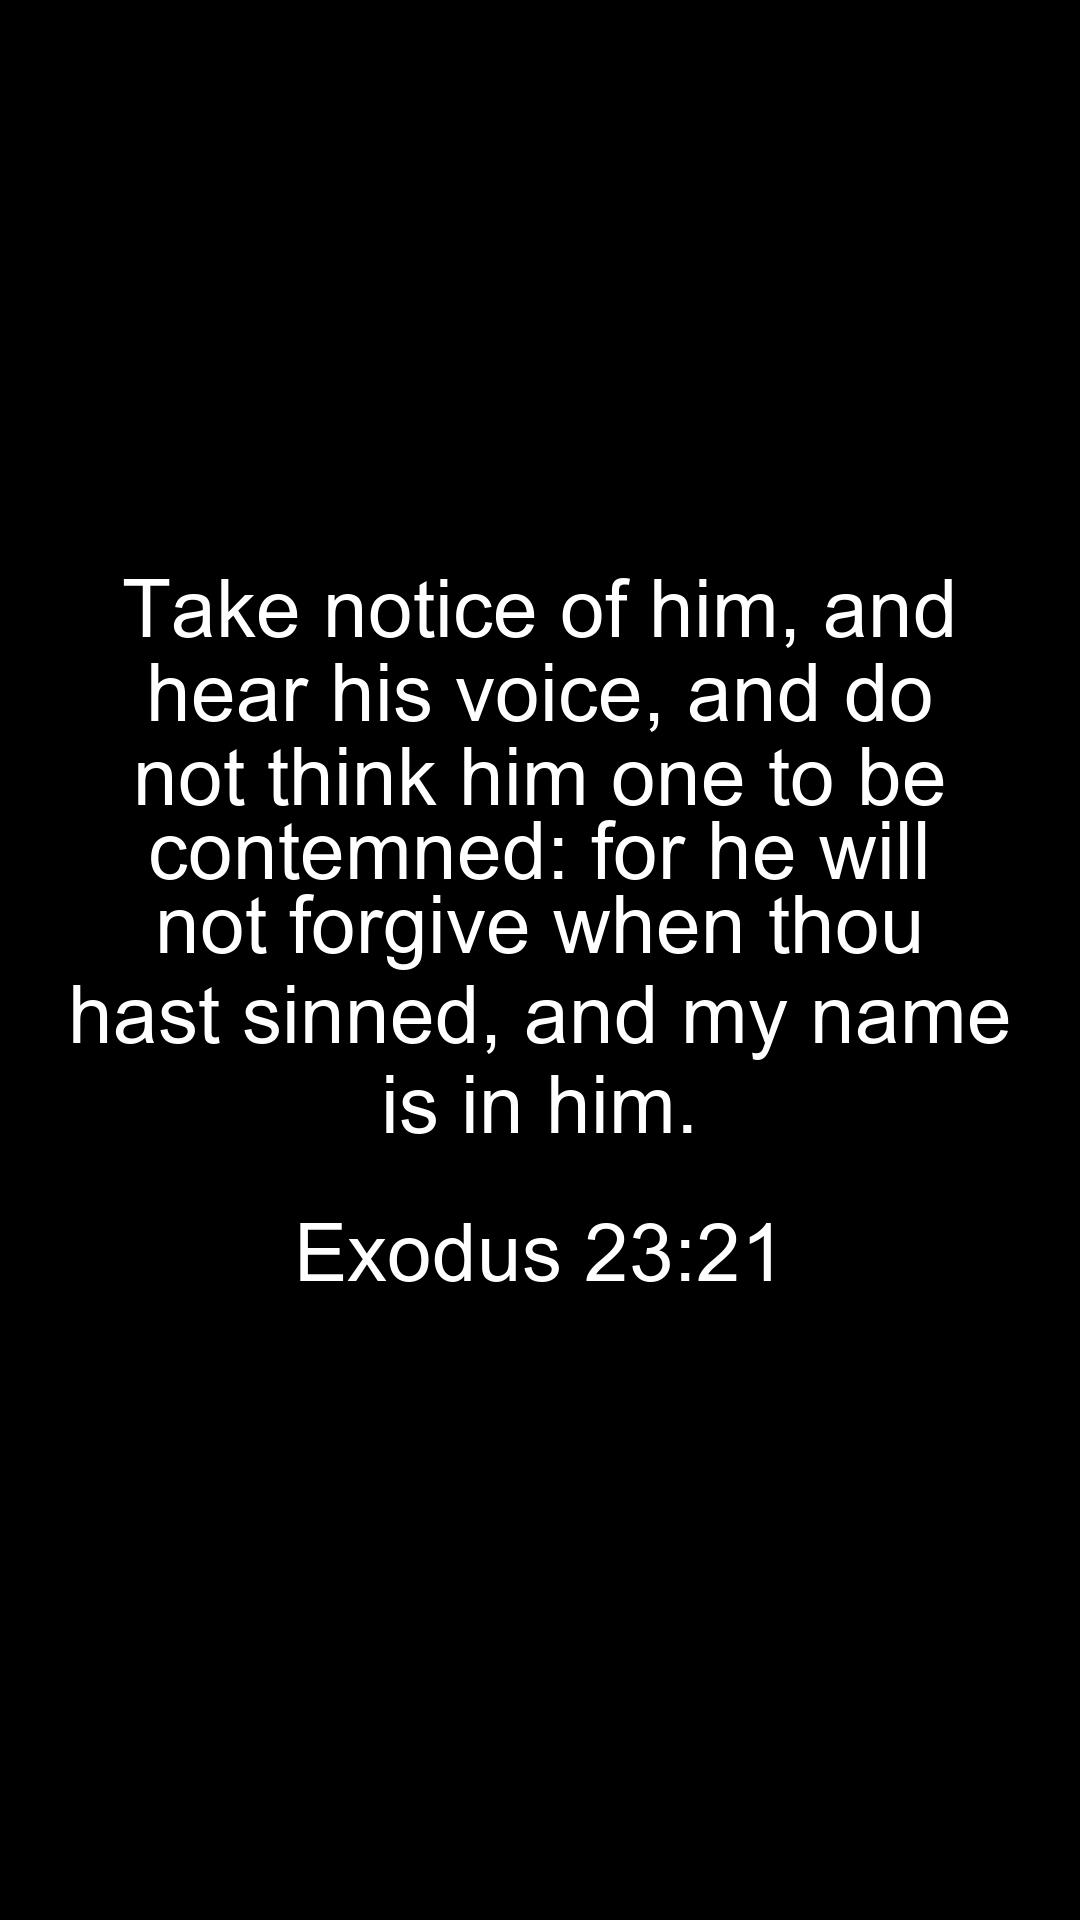 Take notice of him, and
hear his voice, and do
not think him one to be
contemned: for he will
not forgive when thou
hast sinned, and my name
is in him.
Exodus 23:21